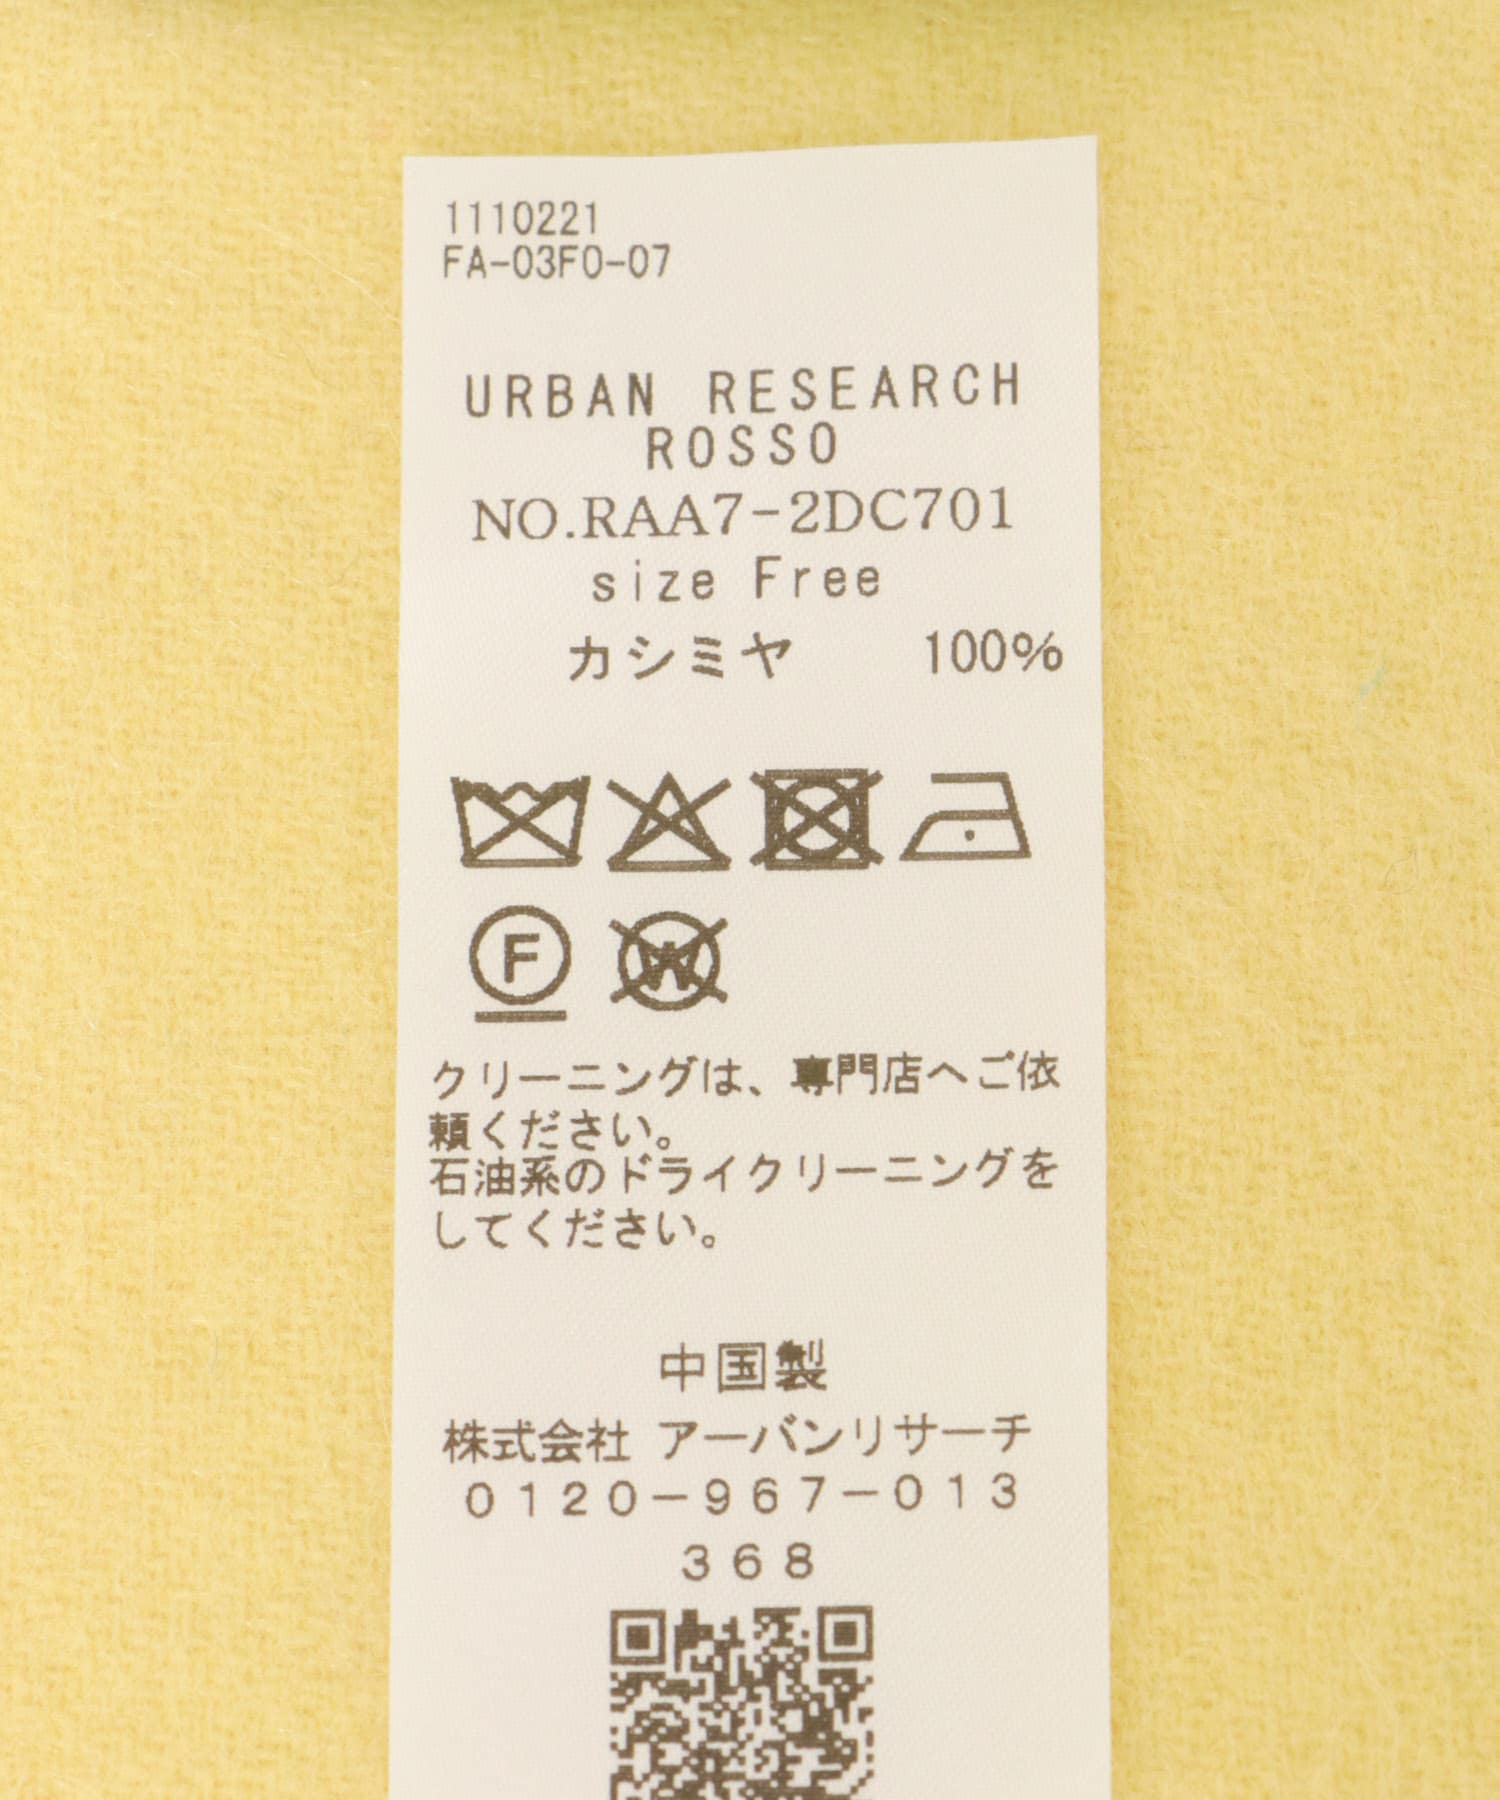 1110221
FA-03F0-07
URBAN RESEARCH
ROSSO
NO.RAA7-2DC701
size Free
カシミヤ 100%
F
W
クリーニングは、専門店へご依
頼ください。
石油系のドライクリーニングを
してください。
中国製
株式会社 アーバンリサーチ
0120-967-013
368